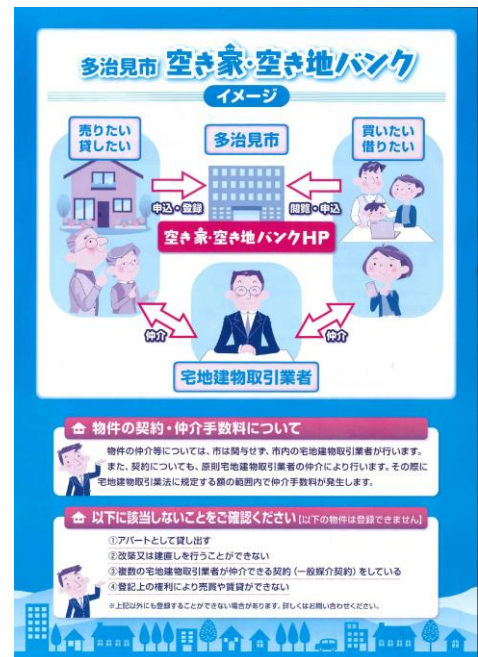 多治見市 空き家・空き地バンク
イメージ
売りたい
貸したい
多治見市
買いたい
借りたい
申込・登録
閲覧・申込
空き家・空き地バンクHP
仲介
仲介
宅地建物取引業者
物件の契約・仲介手数料について
物件の仲介等については、市は関与せず、市内の宅地建物取引業者が行います。
また、契約についても、原則宅地建物取引業者の仲介により行います。その際に
宅地建物取引業法に規定する額の範囲内で仲介手数料が発生します。
以下に該当しないことをご確認ください【以下の物件は登録できません】
①アパートとして貸し出す
②改築又は建直しを行うことができない
③複数の宅地建物取引業者が仲介できる契約（一般媒介契約）をしている
④登記上の権利により売買や賃貸ができない
※上記以外にも登録することができない場合があります。詳しくはお問い合わせください。